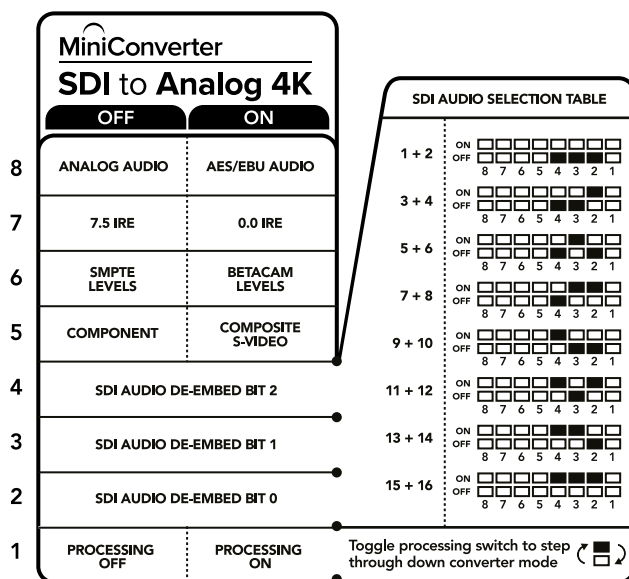 MiniConverter
SDI to Analog 4K
OFF ON
8 ANALOG AUDIO AES/EBU AUDIO
7 7.5 IRE 0.0 IRE
6 SMPTE LEVELS BETACAM LEVELS
5 COMPONENT COMPOSITE S-VIDEO
4 SDI AUDIO DE-EMBED BIT 2
3 SDI AUDIO DE-EMBED BIT 1
2 SDI AUDIO DE-EMBED BIT 0
1 PROCESSING OFF PROCESSING ON
SDI AUDIO SELECTION TABLE
1 + 2 ON
OFF
8 7 6 5 4 3 2 1
3 + 4 ON
OFF
8 7 6 5 4 3 2 1
5 + 6 ON
OFF
8 7 6 5 4 3 2 1
7 + 8 ON
OFF
8 7 6 5 4 3 2 1
9 + 10 ON
OFF
8 7 6 5 4 3 2 1
11 + 12 ON
OFF
8 7 6 5 4 3 2 1
13 + 14 ON
OFF
8 7 6 5 4 3 2 1
15 + 16 ON
OFF
8 7 6 5 4 3 2 1
Toggle processing switch to step
through down converter mode